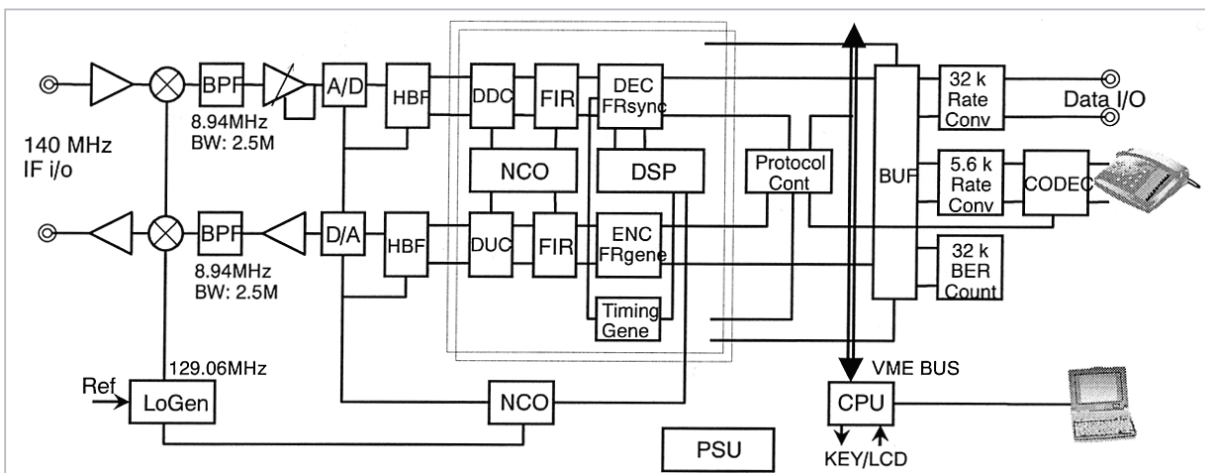 140 MHz
IF i/o
BPF
8.94MHz
BW: 2.5M
A/D
HBF
DDC
FIR
DEC
FRsync
NCO
DSP
Protocol
Cont
BUF
32 k
Rate
Conv
Data I/O
5.6 k
Rate
Conv
CODEC
BPF
8.94MHz
BW: 2.5M
D/A
HBF
DUC
FIR
ENC
FRgene
32 k
BER
Count
Timing
Gene
129.06MHz
Ref
LoGen
NCO
VME BUS
CPU
KEY/LCD
PSU